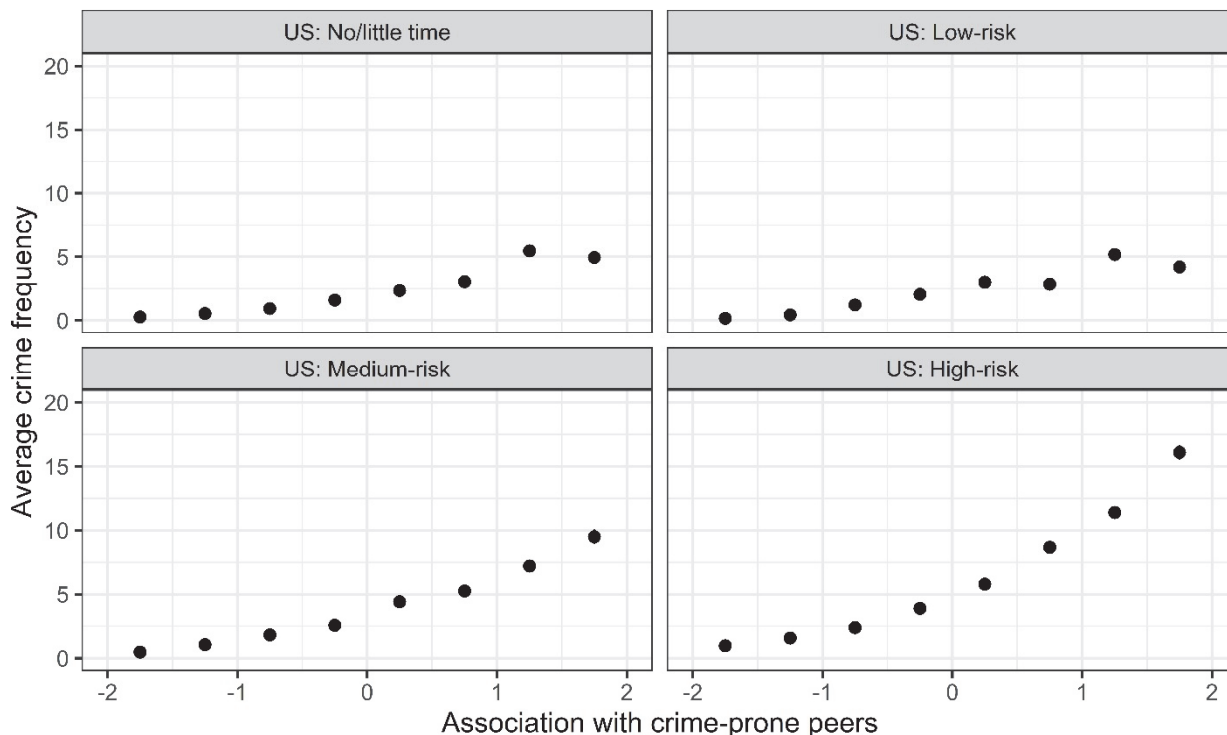 US: No/little time
US: Low-risk
20
15
10
5
0
US: Medium-risk
US: High-risk
20
15
10
5
0
-2 -1 0 1 2
-2 -1 0 1 2
Average crime frequency
Association with crime-prone peers